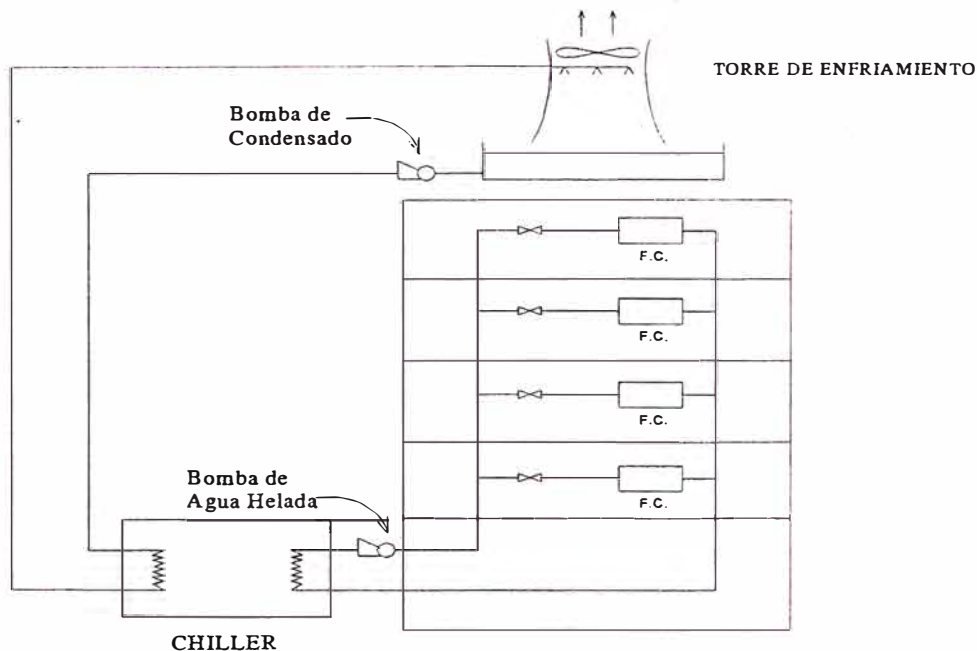 TORRE DE ENFRIAMIENTO
Bomba de
Condensado
F.C.
F.C.
F.C.
F.C.
Bomba de
Agua Helada
CHILLER